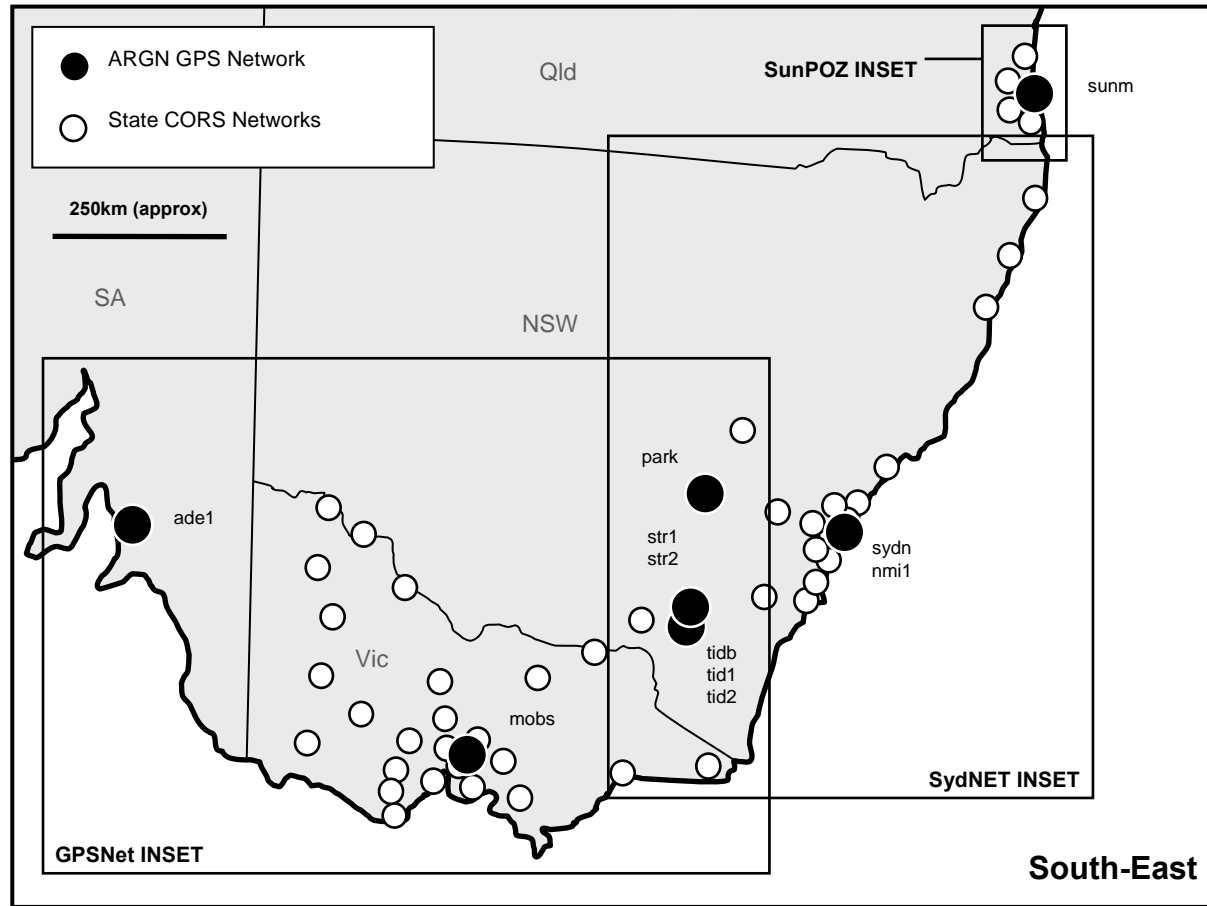 ARGN GPS Network
State CORS Networks
Qld
SunPOZ INSET
sunm
250km (approx)
SA
NSW
park
ade1
str1
str2
sydn
nmi1
Vic
tidb
tid1
tid2
mobs
SydNET INSET
GPSNet INSET
South-East